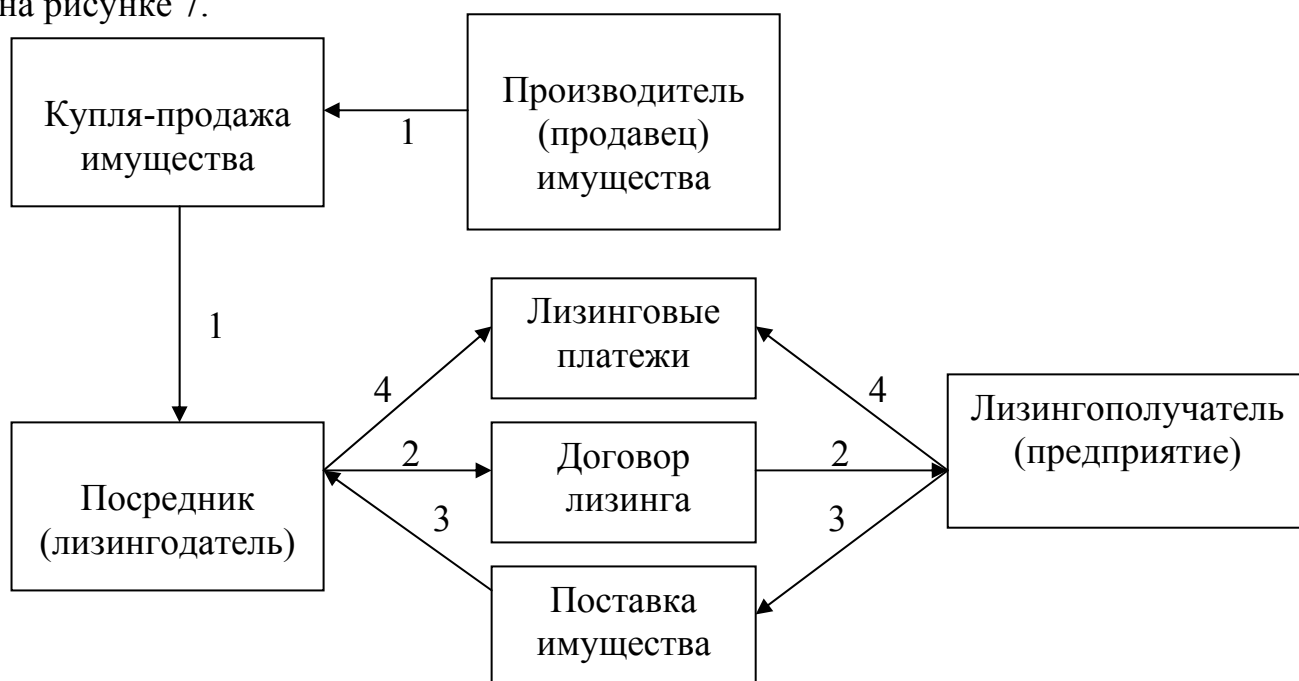 на рисунке 7.
Купля-продажа
имущества
1
Производитель
(продавец)
имущества
1
Лизинговые
платежи
4
4
Лизингополучатель
(предприятие)
Посредник
(лизингодатель)
2
Договор
лизинга
2
3
3
Поставка
имущества